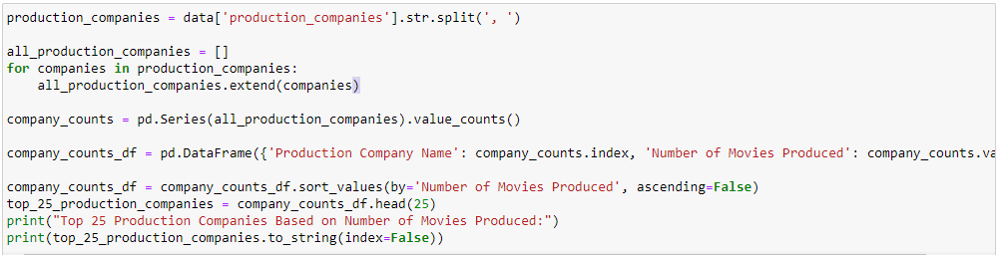 production_companies = data['production_companies'].str.split(', ')
all_production_companies = []
for companies in production_companies:
    all_production_companies.extend(companies)
company_counts = pd.Series(all_production_companies).value_counts()
company_counts_df = pd.DataFrame({'Production Company Name': company_counts.index, 'Number of Movies Produced': company_counts.va
company_counts_df = company_counts_df.sort_values(by='Number of Movies Produced', ascending=False)
top_25_production_companies = company_counts_df.head(25)
print("Top 25 Production Companies Based on Number of Movies Produced:")
print(top_25_production_companies.to_string(index=False))